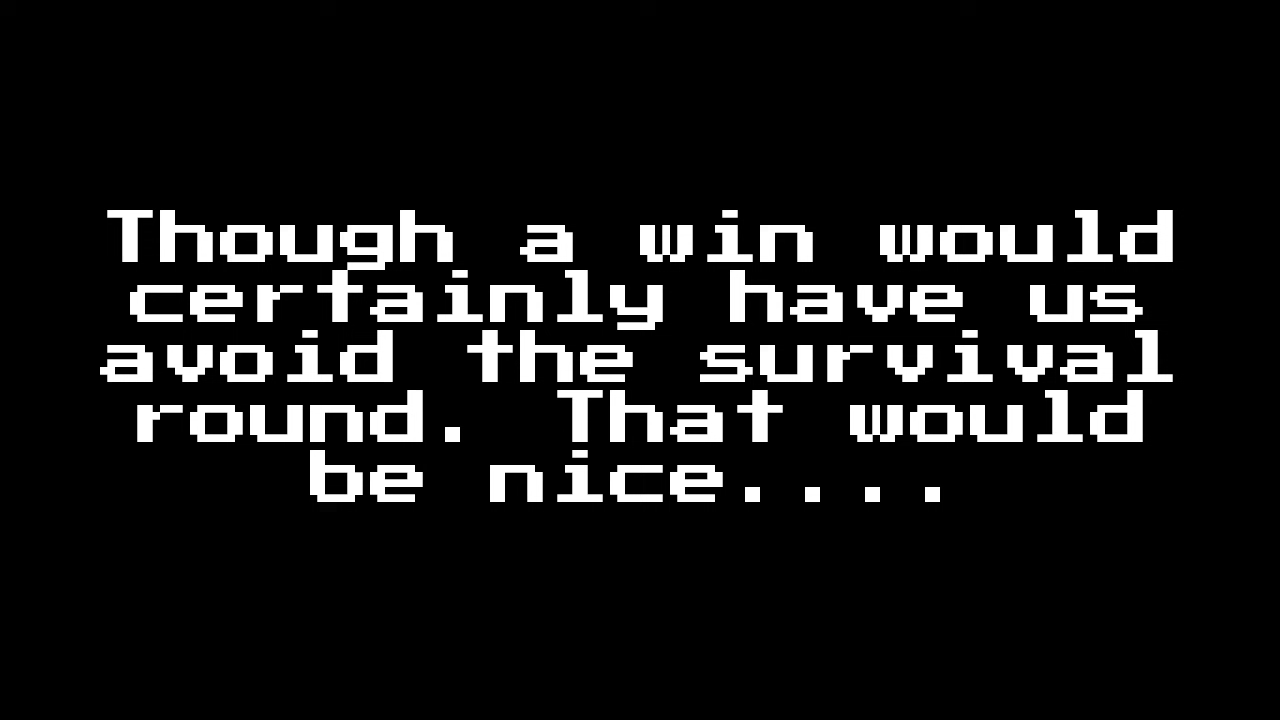 Though a win would
certainly have us
avoid the survival
round. That would
be nice....